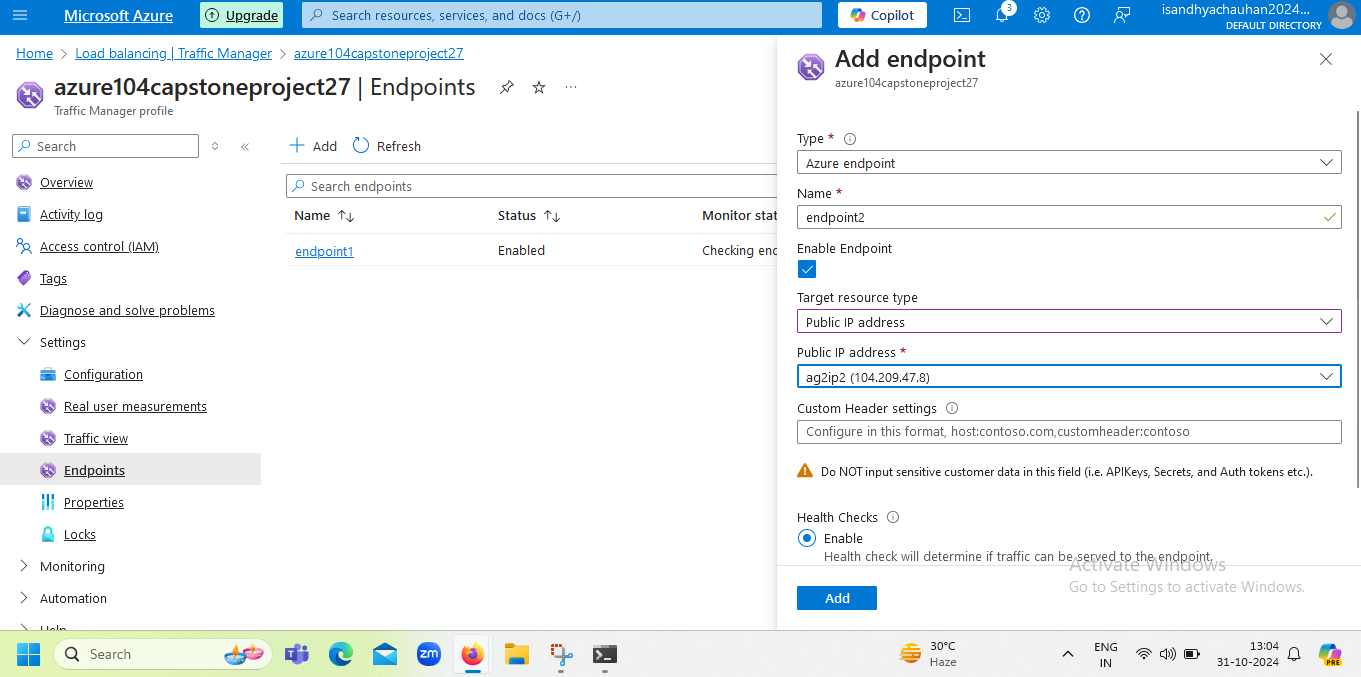 Microsoft Azure
Upgrade
Search resources, services, and docs (G+/)
Copilot
3
isandhyachauhan2024...
DEFAULT DIRECTORY
Home > Load balancing | Traffic Manager > azure104capstoneproject27
azure104capstoneproject27 | Endpoints
...
Traffic Manager profile
Search
«
Overview
Activity log
Access control (IAM)
Tags
Diagnose and solve problems
Settings
Configuration
Real user measurements
Traffic view
Endpoints
Properties
Locks
Monitoring
Automation
Help
Add
Refresh
Search endpoints
Name ↑↓ Status ↑↓ Monitor stat
endpoint1 Enabled Checking enc
Add endpoint
azure104capstoneproject27
Type *
Azure endpoint
Name *
endpoint2
Enable Endpoint
Target resource type
Public IP address
Public IP address *
ag2ip2 (104.209.47.8)
Custom Header settings
Configure in this format, host:contoso.com,customheader:contoso
Do NOT input sensitive customer data in this field (i.e. APIKeys, Secrets, and Auth tokens etc.).
Health Checks
Enable
Health check will determine if traffic can be served to the endpoint.
Activate Windows
Go to Settings to activate Windows.
Add
Search
zm
30°C
Haze
ENG
IN
13:04
31-10-2024
PRE